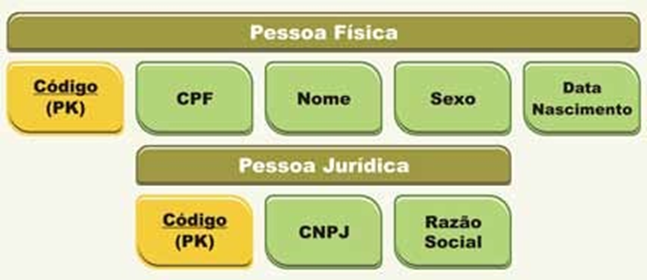 Pessoa Física
Código
(PK)
CPF
Nome
Sexo
Data
Nascimento
Pessoa Jurídica
Código
(PK)
CNPJ
Razão
Social